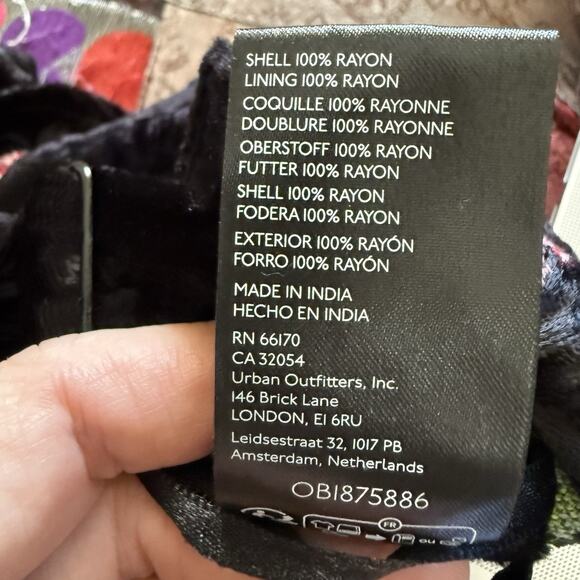 SHELL 100% RAYON
LINING 100% RAYON
COQUILLE 100% RAYONNE
DOUBLURE 100% RAYONNE
OBERSTOFF 100% RAYON
FUTTER 100% RAYON
SHELL 100% RAYON
FODERA 100% RAYON
EXTERIOR 100% RAYÓN
FORRO 100% RAYÓN
MADE IN INDIA
HECHO EN INDIA
RN 66170
CA 32054
Urban Outfitters, Inc.
146 Brick Lane
LONDON, E1 6RU
Leidsestraat 32, 1017 PB
Amsterdam, Netherlands
OB1875886
FR
ou